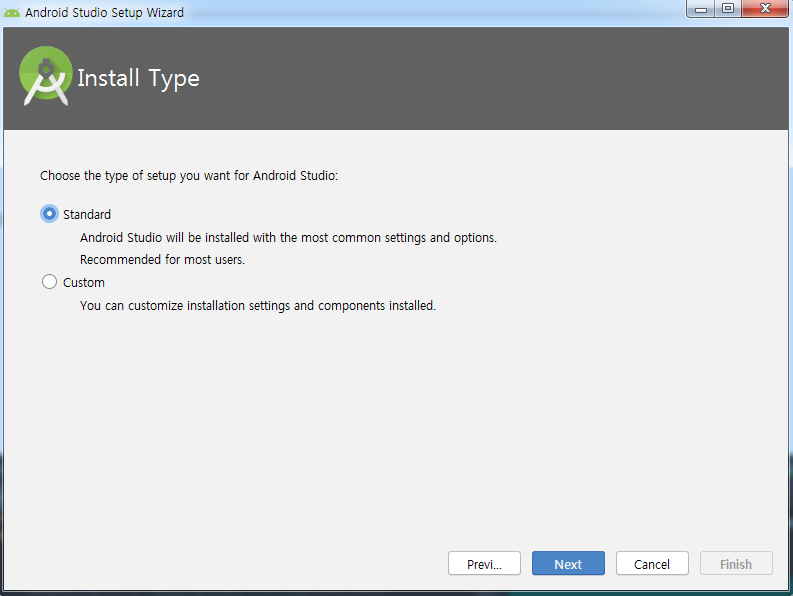 Android Studio Setup Wizard
Install Type
Choose the type of setup you want for Android Studio:
Standard
Android Studio will be installed with the most common settings and options.
Recommended for most users.
Custom
You can customize installation settings and components installed.
Previ... Next Cancel Finish